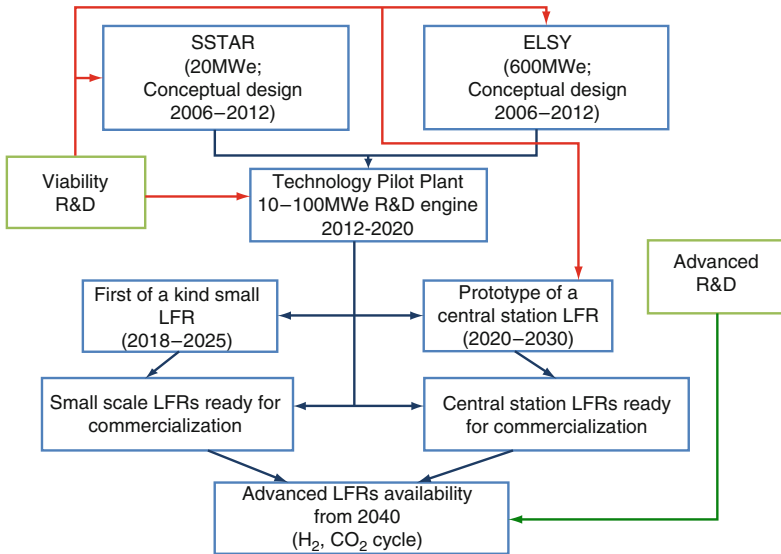 SSTAR
(20MWe;
Conceptual design
2006–2012)
ELSY
(600MWe;
Conceptual design
2006–2012)
Viability
R&D
Technology Pilot Plant
10–100MWe R&D engine
2012-2020
Advanced
R&D
First of a kind small
LFR
(2018–2025)
Prototype of a
central station LFR
(2020–2030)
Small scale LFRs ready for
commercialization
Central station LFRs ready
for commercialization
Advanced LFRs availability
from 2040
(H₂, CO₂ cycle)